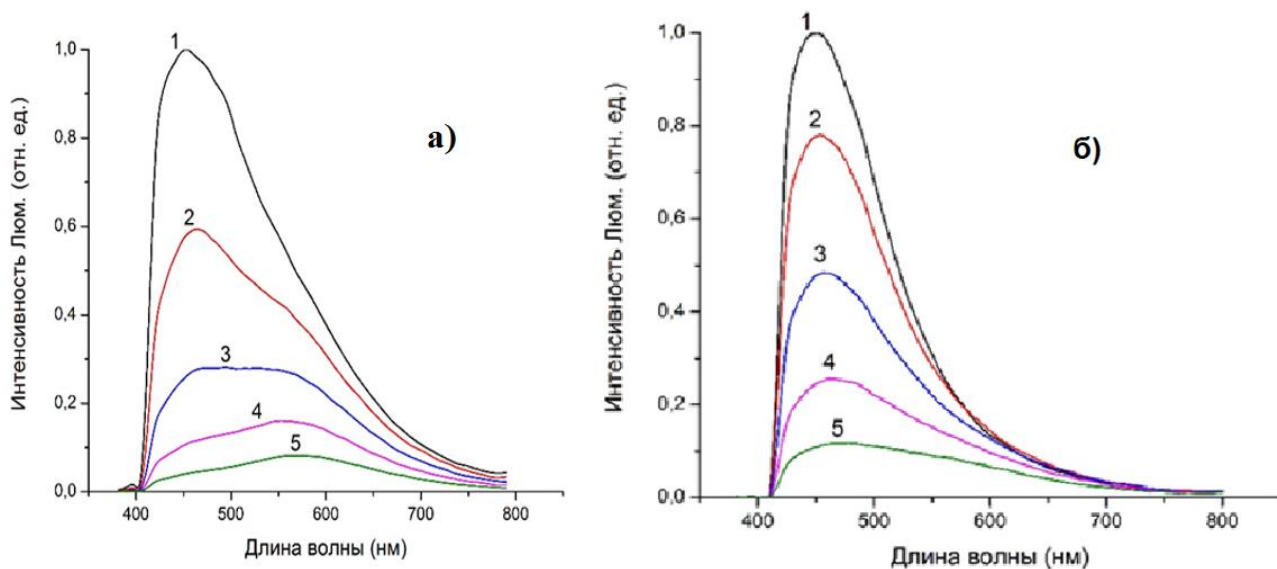 Интенсивность Люм. (отн. ед.)
1,0
0,8
0,6
0,4
0,2
0,0
1
2
3
4
5
а)
400 500 600 700 800
Длина волны (нм)
Интенсивность Люм. (отн. ед.)
1,0
0,8
0,6
0,4
0,2
0,0
1
2
3
4
5
б)
400 500 600 700 800
Длина волны (нм)